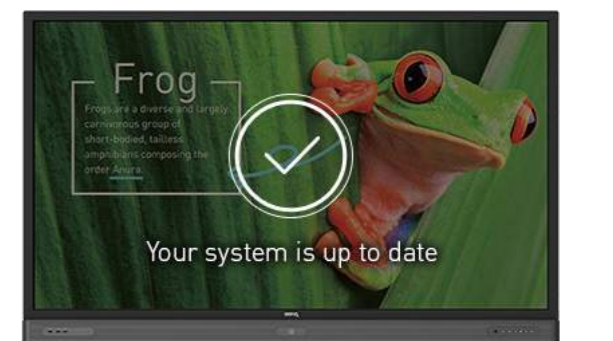 Frog
Frogs are a diverse and largely
carnivorous group of
short-bodied, tailless
amphibians composing the
order Anura.
Your system is up to date
BenQ